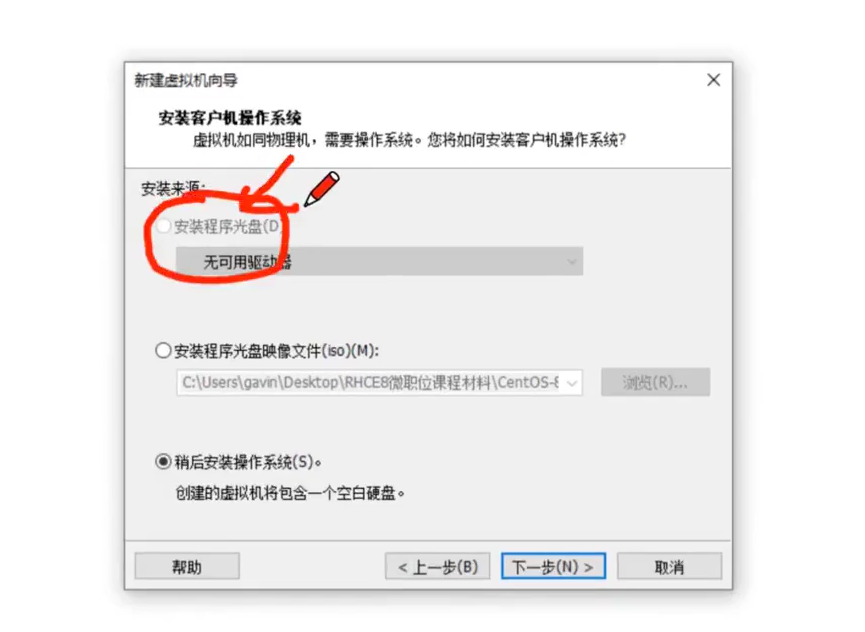 新建虚拟机向导
安装客户机操作系统
虚拟机如同物理机，需要操作系统。您将如何安装客户机操作系统?
安装来源:
安装程序光盘(D
无可用驱动器
安装程序光盘映像文件(iso)(M):
C:\Users\gavin\Desktop\RHCE8微职位课程材料\CentOS-8
浏览(R)...
稍后安装操作系统(S)。
创建的虚拟机将包含一个空白硬盘。
帮助
< 上一步(B)
下一步(N) >
取消